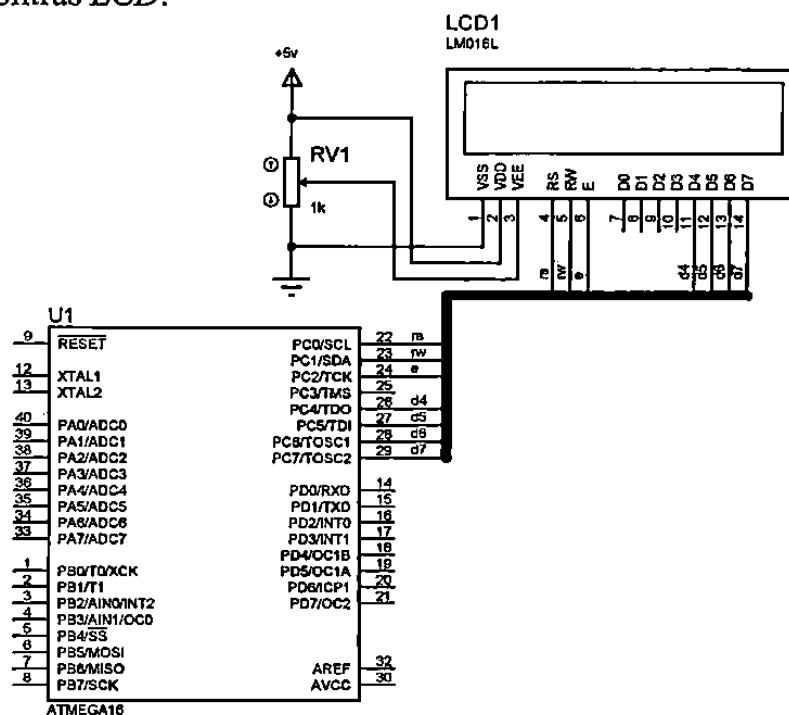 ontras LCD.
LCD1
LM016L
+5v
RV1
1k
VSS
VDD
VEE
RS
RW
E
D0
D1
D2
D3
D4
D5
D6
D7
1
2
3
4
5
6
7
8
9
10
11
12
13
14
rs
rw
e
d4
d5
d6
d7
U1
9 RESET
12 XTAL1
13 XTAL2
40 PA0/ADC0
39 PA1/ADC1
38 PA2/ADC2
37 PA3/ADC3
36 PA4/ADC4
35 PA5/ADC5
34 PA6/ADC6
33 PA7/ADC7
1 PB0/T0/XCK
2 PB1/T1
3 PB2/AIN0/INT2
4 PB3/AIN1/OC0
5 PB4/SS
6 PB5/MOSI
7 PB6/MISO
8 PB7/SCK
PC0/SCL 22 rs
PC1/SDA 23 rw
PC2/TCK 24 e
PC3/TMS 25
PC4/TDO 26 d4
PC5/TDI 27 d5
PC6/TOSC1 28 d6
PC7/TOSC2 29 d7
PD0/RXD 14
PD1/TXD 15
PD2/INT0 16
PD3/INT1 17
PD4/OC1B 18
PD5/OC1A 19
PD6/ICP1 20
PD7/OC2 21
AREF 32
AVCC 30
ATMEGA16